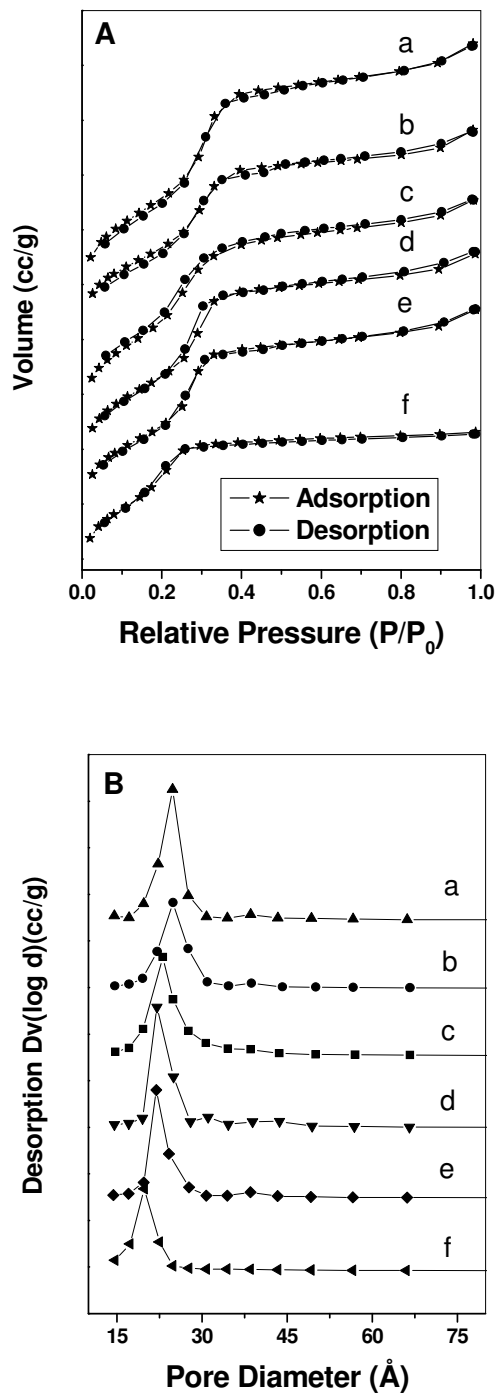 A
a
b
c
d
e
f
Volume (cc/g)
Adsorption
Desorption
0.0 0.2 0.4 0.6 0.8 1.0
Relative Pressure (P/P0)
B
a
b
c
d
e
f
Desorption Dv(log d)(cc/g)
15 30 45 60 75
Pore Diameter (Å)